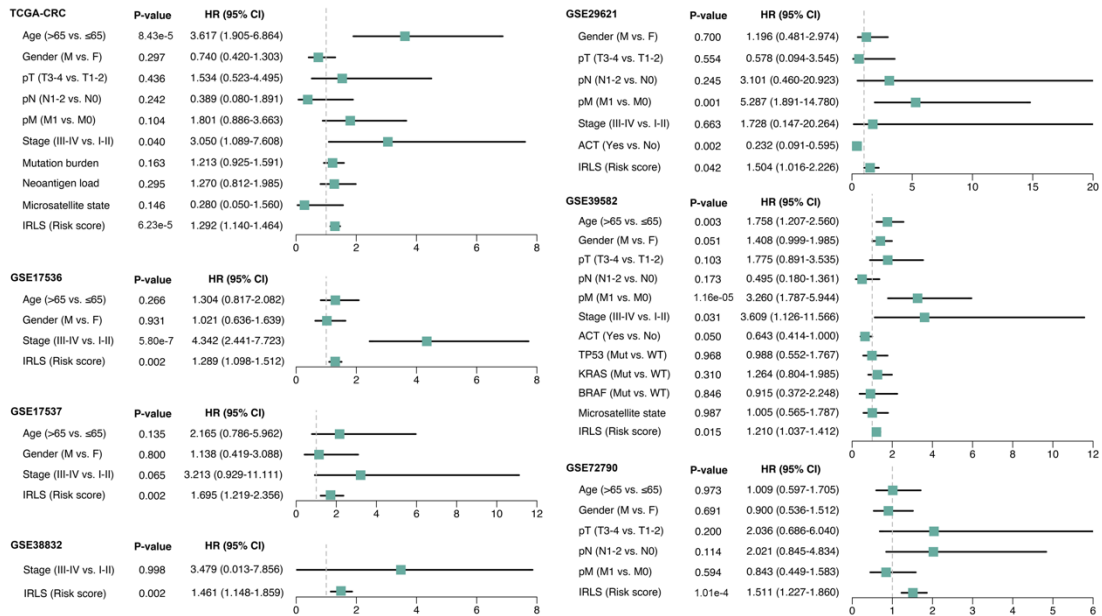 TCGA-CRC P-value HR (95% CI)
Age (>65 vs. ≤65) 8.43e-5 3.617 (1.905-6.864)
Gender (M vs. F) 0.297 0.740 (0.420-1.303)
pT (T3-4 vs. T1-2) 0.436 1.534 (0.523-4.495)
pN (N1-2 vs. N0) 0.242 0.389 (0.080-1.891)
pM (M1 vs. M0) 0.104 1.801 (0.886-3.663)
Stage (III-IV vs. I-II) 0.040 3.050 (1.089-7.608)
Mutation burden 0.163 1.213 (0.925-1.591)
Neoantigen load 0.295 1.270 (0.812-1.985)
Microsatellite state 0.146 0.280 (0.050-1.560)
IRLS (Risk score) 6.23e-5 1.292 (1.140-1.464)
0 2 4 6 8
GSE17536 P-value HR (95% CI)
Age (>65 vs. ≤65) 0.266 1.304 (0.817-2.082)
Gender (M vs. F) 0.931 1.021 (0.636-1.639)
Stage (III-IV vs. I-II) 5.80e-7 4.342 (2.441-7.723)
IRLS (Risk score) 0.002 1.289 (1.098-1.512)
0 2 4 6 8
GSE17537 P-value HR (95% CI)
Age (>65 vs. ≤65) 0.135 2.165 (0.786-5.962)
Gender (M vs. F) 0.800 1.138 (0.419-3.088)
Stage (III-IV vs. I-II) 0.065 3.213 (0.929-11.111)
IRLS (Risk score) 0.002 1.695 (1.219-2.356)
0 2 4 6 8 10 12
GSE38832 P-value HR (95% CI)
Stage (III-IV vs. I-II) 0.998 3.479 (0.013-7.856)
IRLS (Risk score) 0.002 1.461 (1.148-1.859)
0 2 4 6 8
GSE29621 P-value HR (95% CI)
Gender (M vs. F) 0.700 1.196 (0.481-2.974)
pT (T3-4 vs. T1-2) 0.554 0.578 (0.094-3.545)
pN (N1-2 vs. N0) 0.245 3.101 (0.460-20.923)
pM (M1 vs. M0) 0.001 5.287 (1.891-14.780)
Stage (III-IV vs. I-II) 0.663 1.728 (0.147-20.264)
ACT (Yes vs. No) 0.002 0.232 (0.091-0.595)
IRLS (Risk score) 0.042 1.504 (1.016-2.226)
0 5 10 15 20
GSE39582 P-value HR (95% CI)
Age (>65 vs. ≤65) 0.003 1.758 (1.207-2.560)
Gender (M vs. F) 0.051 1.408 (0.999-1.985)
pT (T3-4 vs. T1-2) 0.103 1.775 (0.891-3.535)
pN (N1-2 vs. N0) 0.173 0.495 (0.180-1.361)
pM (M1 vs. M0) 1.16e-05 3.260 (1.787-5.944)
Stage (III-IV vs. I-II) 0.031 3.609 (1.126-11.566)
ACT (Yes vs. No) 0.050 0.643 (0.414-1.000)
TP53 (Mut vs. WT) 0.968 0.988 (0.552-1.767)
KRAS (Mut vs. WT) 0.310 1.264 (0.804-1.985)
BRAF (Mut vs. WT) 0.846 0.915 (0.372-2.248)
Microsatellite state 0.987 1.005 (0.565-1.787)
IRLS (Risk score) 0.015 1.210 (1.037-1.412)
0 2 4 6 8 10 12
GSE72790 P-value HR (95% CI)
Age (>65 vs. ≤65) 0.973 1.009 (0.597-1.705)
Gender (M vs. F) 0.691 0.900 (0.536-1.512)
pT (T3-4 vs. T1-2) 0.200 2.036 (0.686-6.040)
pN (N1-2 vs. N0) 0.114 2.021 (0.845-4.834)
pM (M1 vs. M0) 0.594 0.843 (0.449-1.583)
IRLS (Risk score) 1.01e-4 1.511 (1.227-1.860)
0 1 2 3 4 5 6